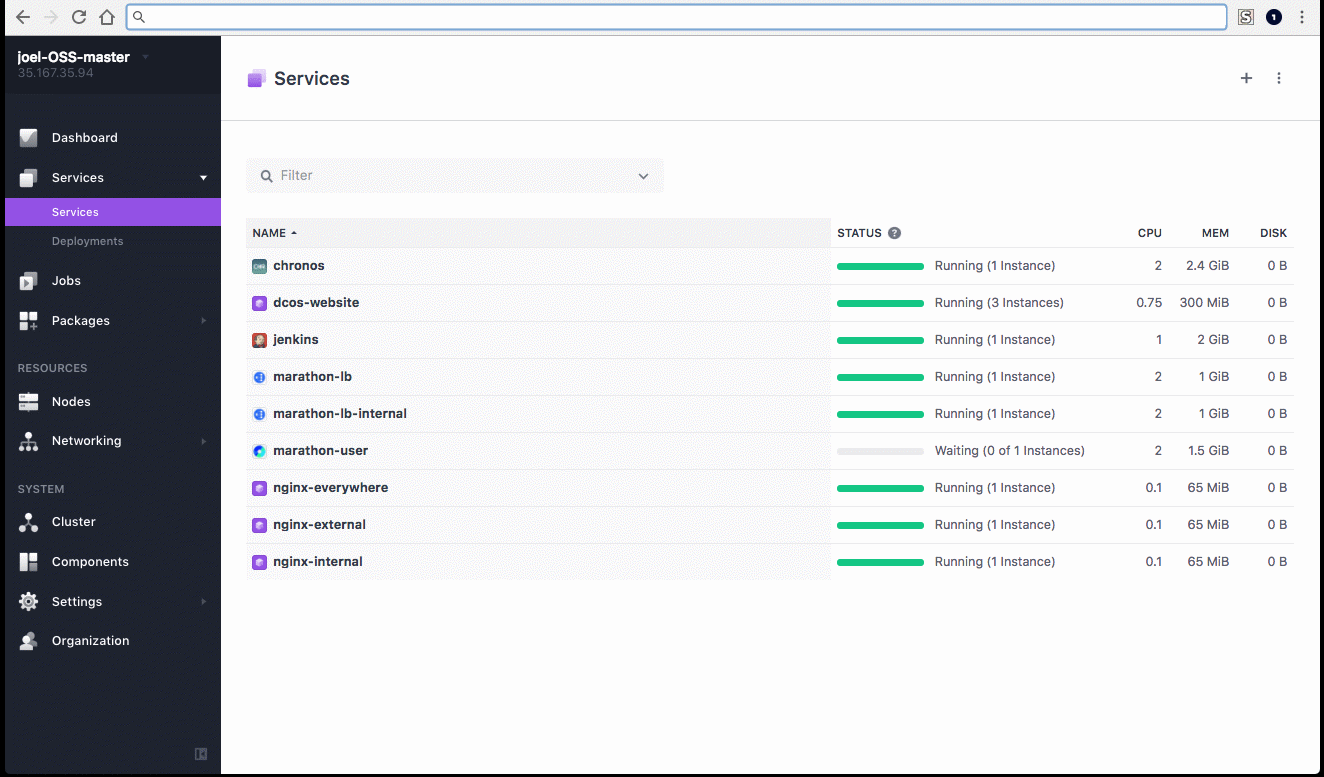 joel-OSS-master
35.167.35.94
Dashboard
Services
Services
Deployments
Jobs
Packages
RESOURCES
Nodes
Networking
SYSTEM
Cluster
Components
Settings
Organization
S 1
Services
Filter
NAME STATUS ? CPU MEM DISK
chronos Running (1 Instance) 2 2.4 GiB 0 B
dcos-website Running (3 Instances) 0.75 300 MiB 0 B
jenkins Running (1 Instance) 1 2 GiB 0 B
marathon-lb Running (1 Instance) 2 1 GiB 0 B
marathon-lb-internal Running (1 Instance) 2 1 GiB 0 B
marathon-user Waiting (0 of 1 Instances) 2 1.5 GiB 0 B
nginx-everywhere Running (1 Instance) 0.1 65 MiB 0 B
nginx-external Running (1 Instance) 0.1 65 MiB 0 B
nginx-internal Running (1 Instance) 0.1 65 MiB 0 B